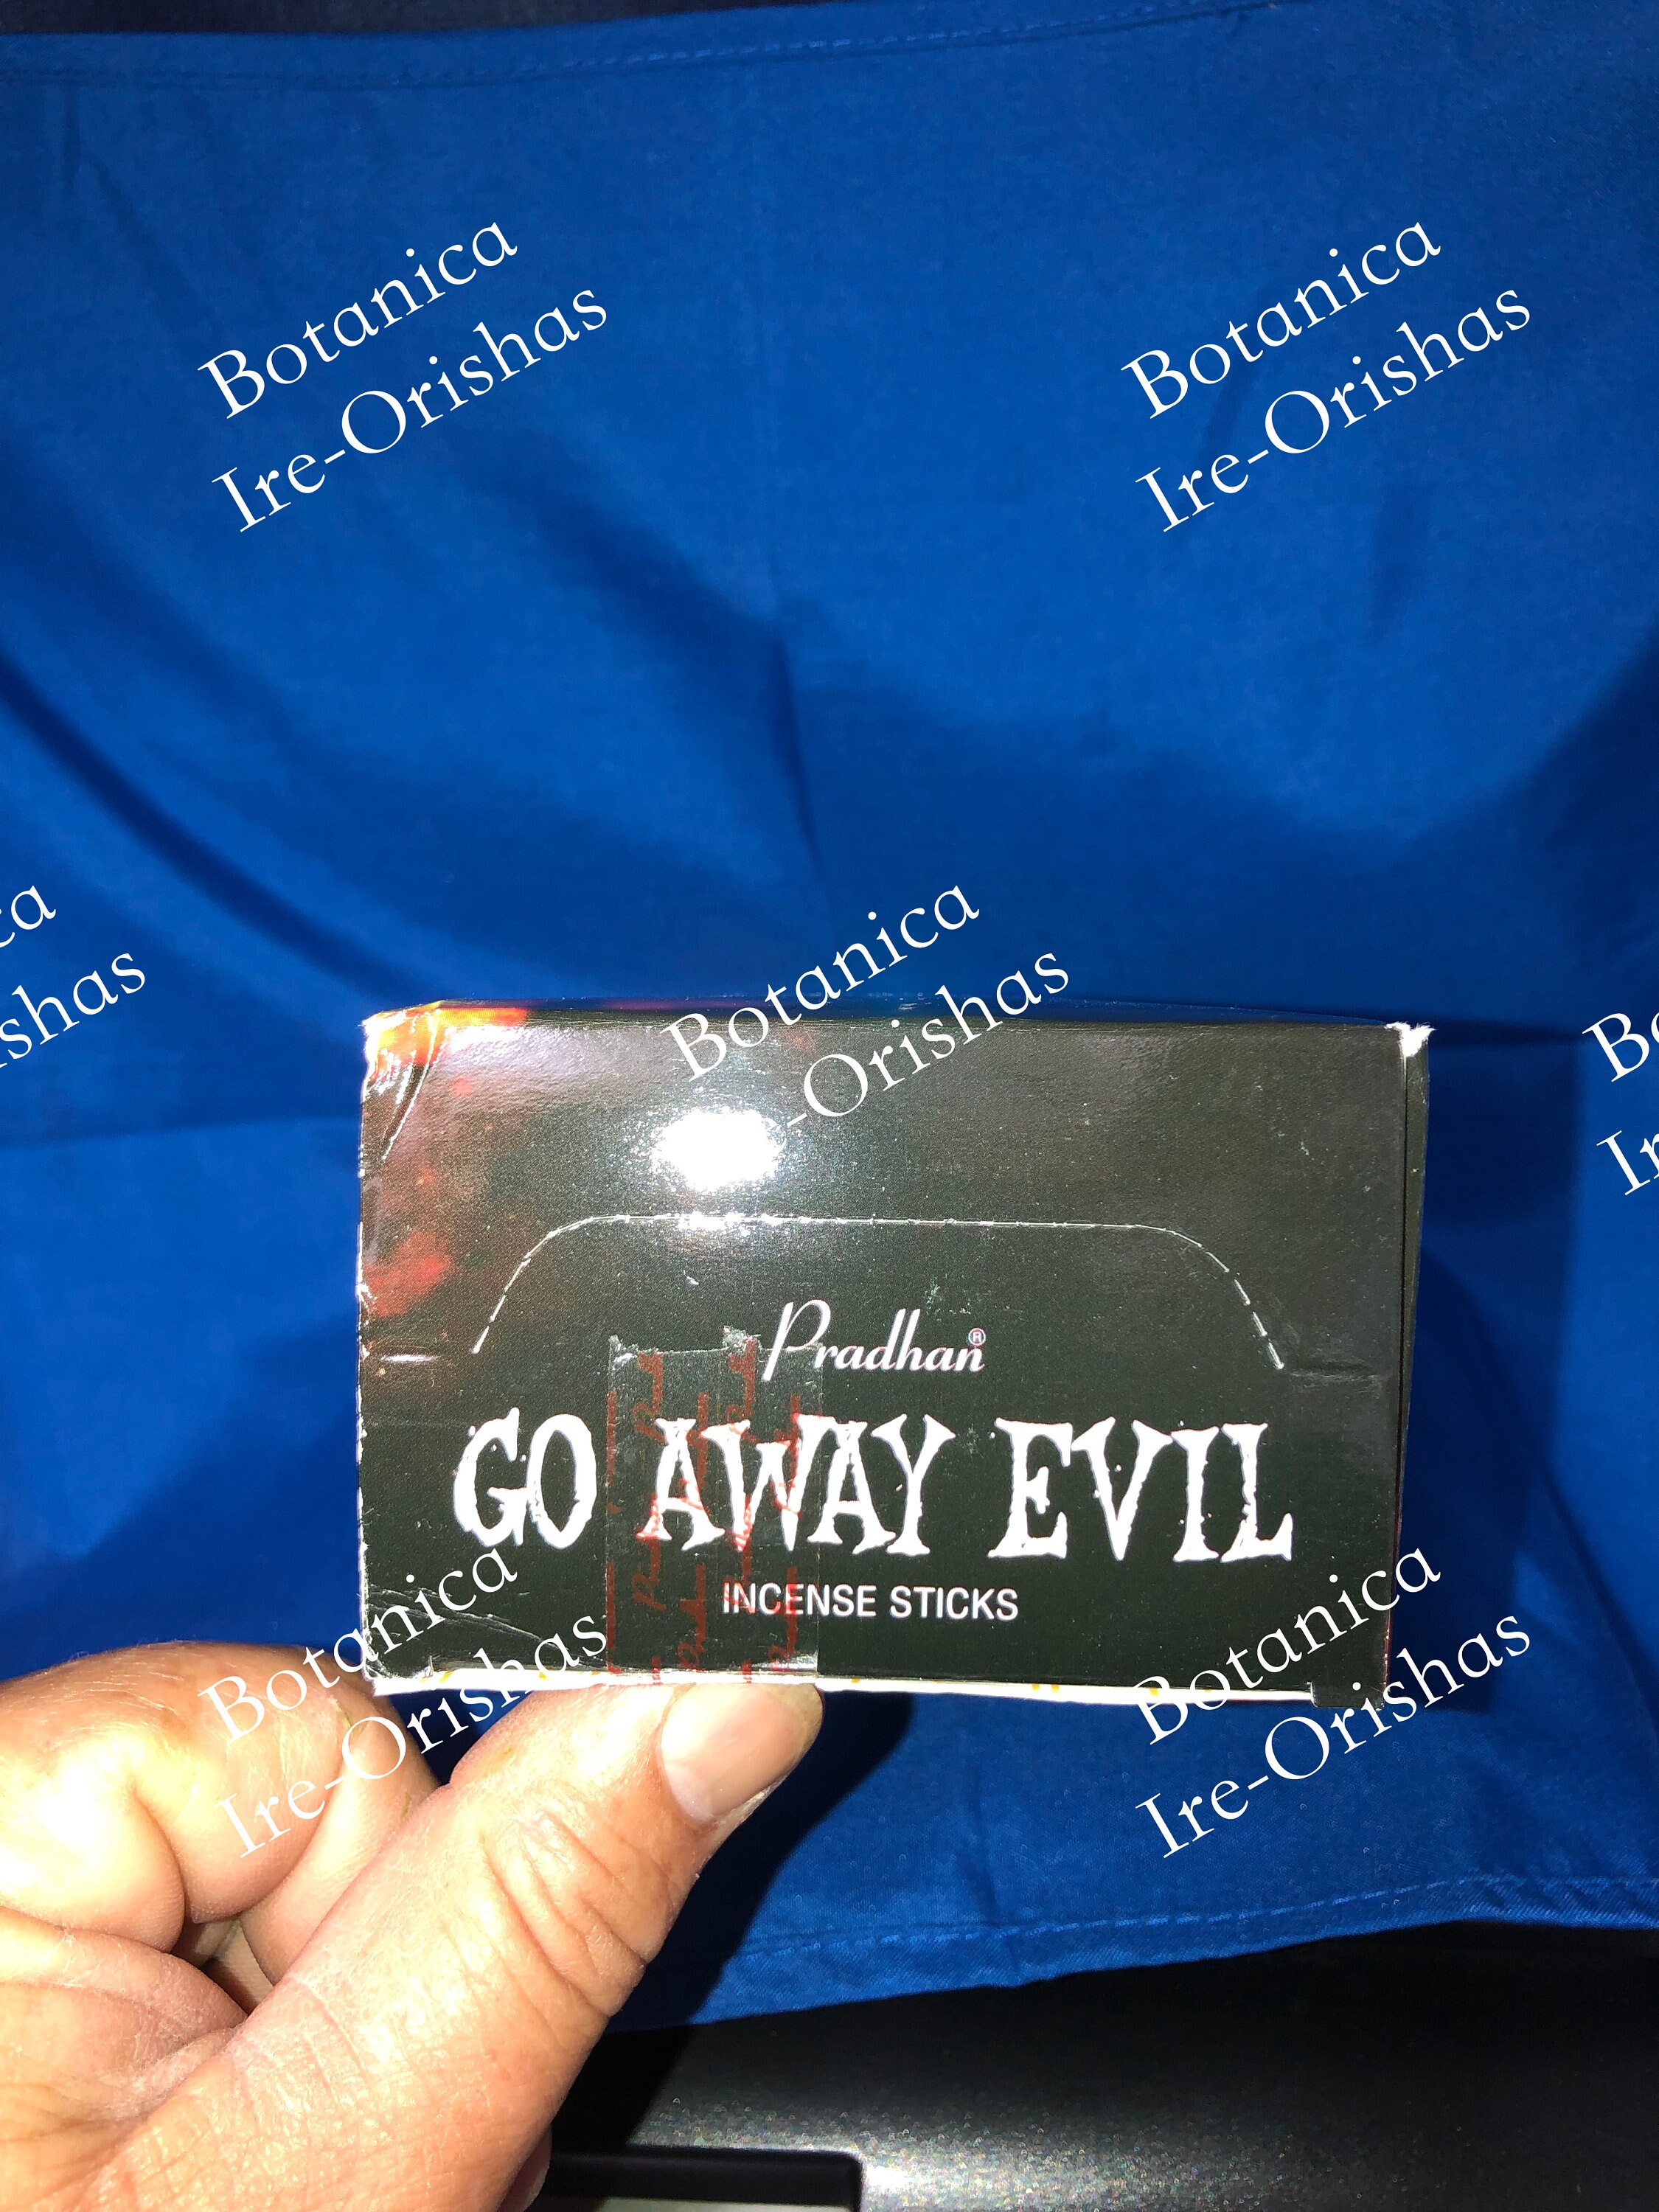 Botanica
Ire-Orishas
Botanica
Ire-Orishas
Botanica
-Orishas
Pradhan®
GO AWAY EVIL
INCENSE STICKS
Botanica
Ire-Orishas
Botanica
Ire-Orishas